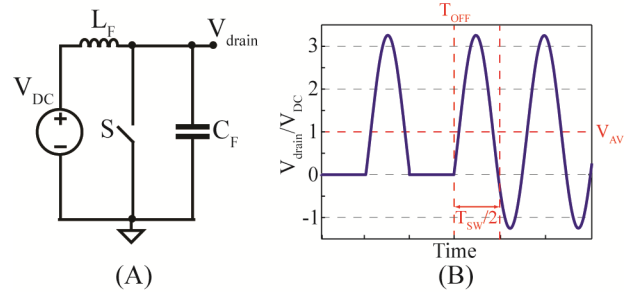 L_F
V_drain
V_DC
+
−
S
C_F
(A)
T_OFF
V_drain/V_DC
3
2
1
0
-1
V_AV
T_SW/2
Time
(B)